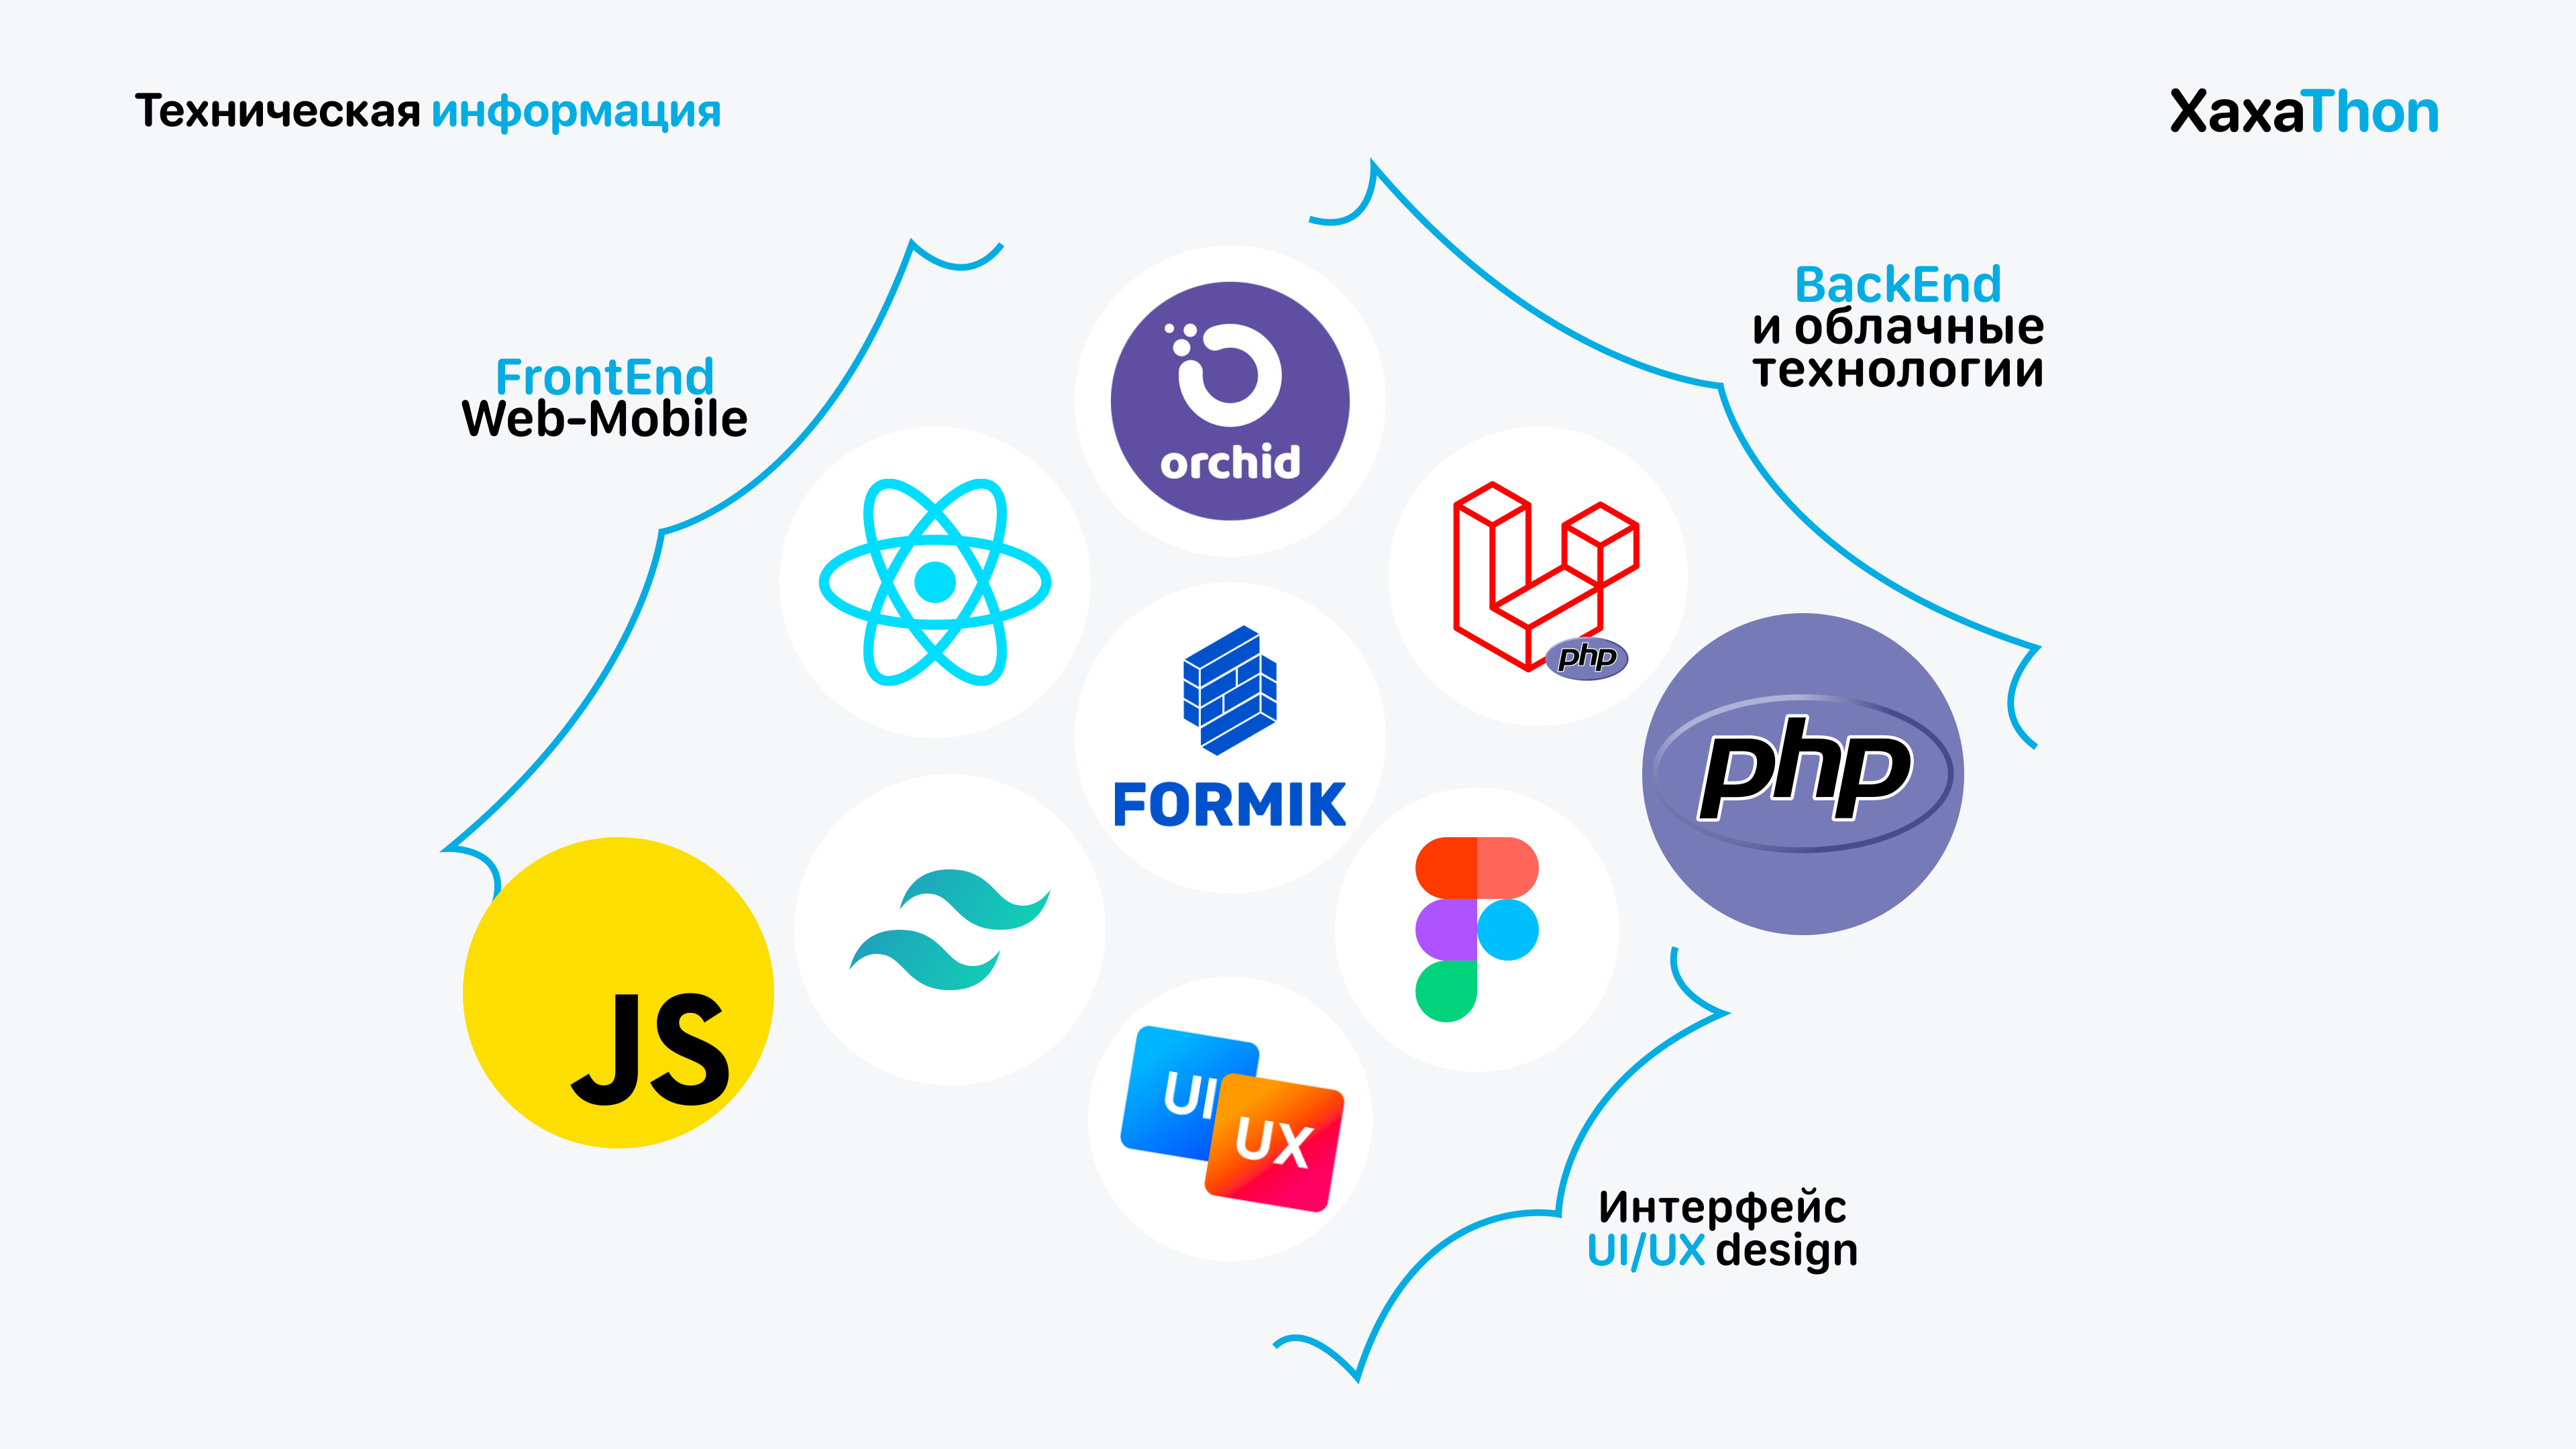 Техническая информация
ХахаThon
BackEnd
и облачные
технологии
FrontEnd
Web-Mobile
orchid
php
php
FORMIK
JS
UI
UX
Интерфейс
UI/UX design